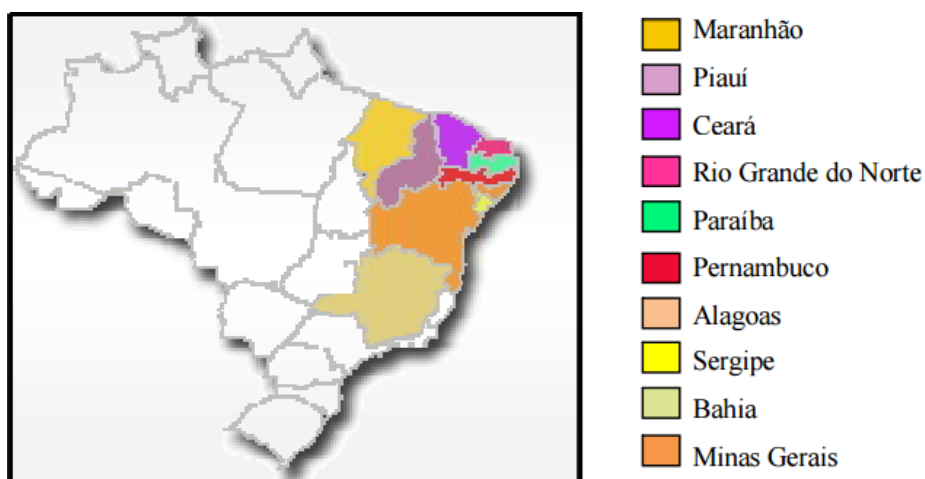 Maranhão
Piauí
Ceará
Rio Grande do Norte
Paraíba
Pernambuco
Alagoas
Sergipe
Bahia
Minas Gerais